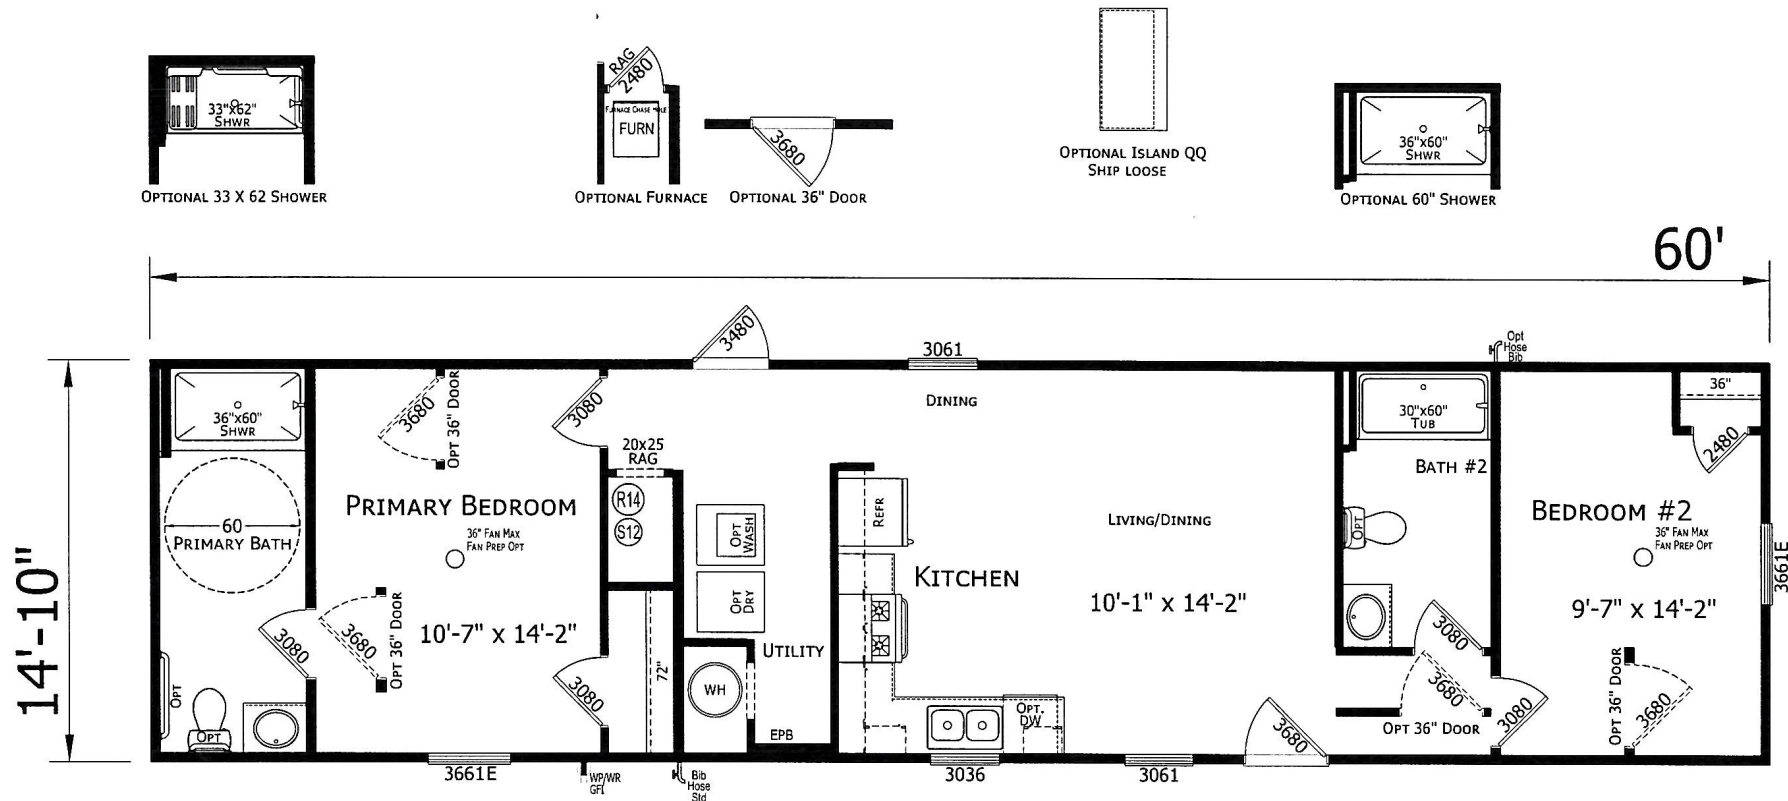 33"x62"
SHWR
OPTIONAL 33 X 62 SHOWER
RAG
2480
FURNACE CHASE HOLE
FURN
OPTIONAL FURNACE
3680
OPTIONAL 36" DOOR
OPTIONAL ISLAND QQ
SHIP LOOSE
36"x60"
SHWR
OPTIONAL 60" SHOWER
60'
14'-10"
3480
3061
Opt
Hose
Bib
36"x60"
SHWR
3680
OPT 36" DOOR
3080
20x25
RAG
DINING
30"x60"
TUB
36"
2480
BATH #2
60
PRIMARY BATH
PRIMARY BEDROOM
36" FAN MAX
FAN PREP OPT
R14
S12
OPT
WASH
OPT
DRY
REFR
KITCHEN
LIVING/DINING
10'-1" x 14'-2"
OPT
BEDROOM #2
36" FAN MAX
FAN PREP OPT
9'-7" x 14'-2"
3661E
3080
3680
OPT 36" DOOR
10'-7" x 14'-2"
3080
72"
UTILITY
WH
EPB
OPT
OPT
OPT.
DW
3680
3080
3680
OPT 36" DOOR
3080
OPT 36" DOOR
3680
3661E
WP/WR
GFI
Bib
Hose
Std
3036
3061